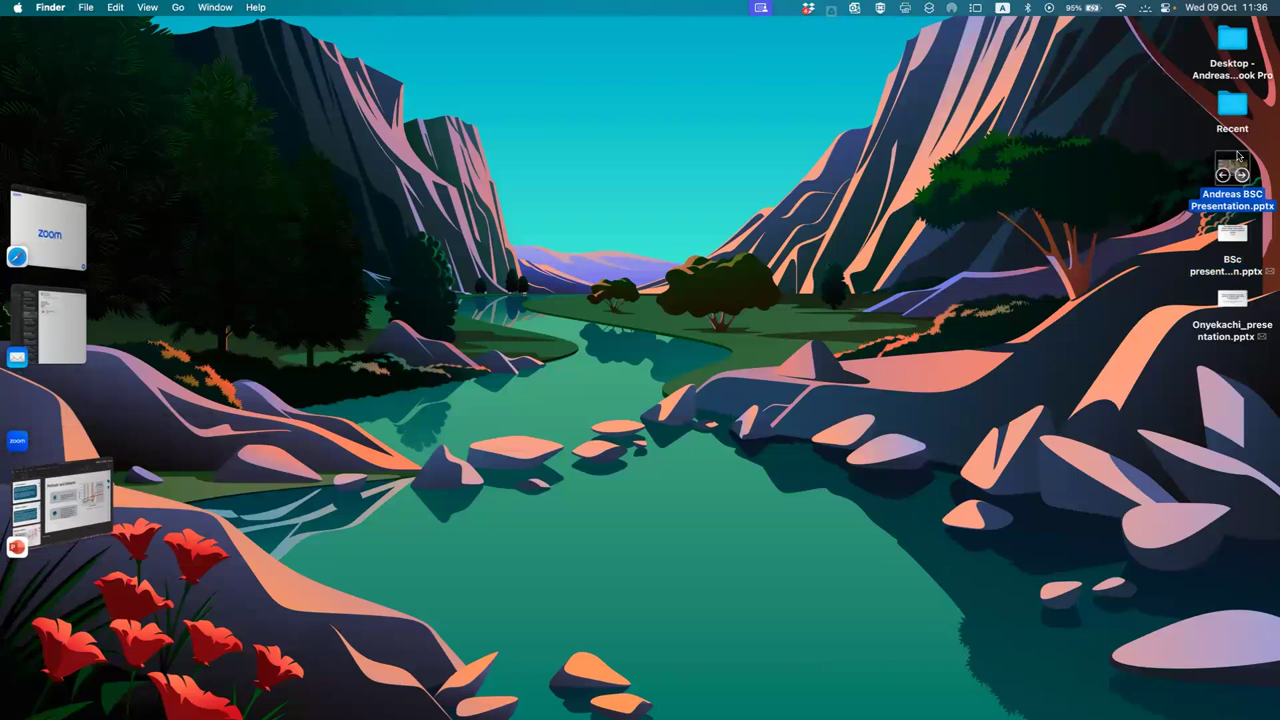 Finder File Edit View Go Window Help
A 95% Wed 09 Oct 11:36
Desktop -
Andreas...ook Pro
Recent
Andreas BSC
Presentation.pptx
BSc
present...n.pptx
Onyekachi_prese
ntation.pptx
zoom
zoom